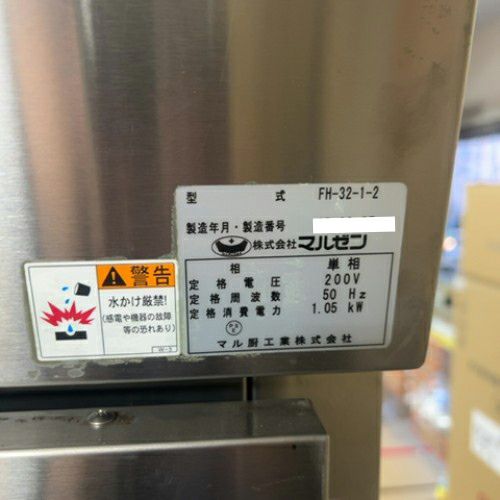 型 式 FH-32-1-2
製造年月・製造番号
株式会社 マルゼン
相 単相
定格電圧 200V
定格周波数 50 Hz
定格消費電力 1.05 kW
マル厨工業株式会社
警告
水かけ厳禁!
(感電や機器の故障
等の恐れあり)
W-3